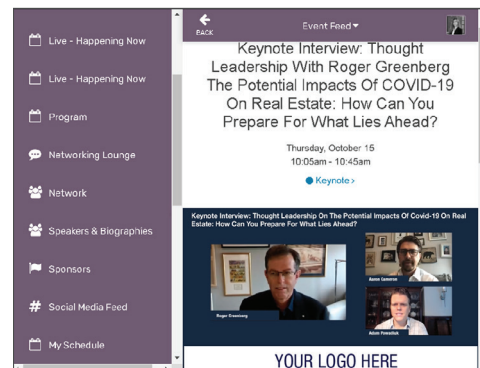 Live - Happening Now
Live - Happening Now
Program
Networking Lounge
Network
Speakers & Biographies
Sponsors
# Social Media Feed
My Schedule
BACK
Event Feed
Keynote Interview: Thought
Leadership With Roger Greenberg
The Potential Impacts Of COVID-19
On Real Estate: How Can You
Prepare For What Lies Ahead?
Thursday, October 15
10:05am - 10:45am
Keynote >
Keynote Interview: Thought Leadership On The Potential Impacts Of Covid-19 On Real
Estate: How Can You Prepare For What Lies Ahead?
Roger Greenberg
Aaron Cameron
Adam Powadiuk
YOUR LOGO HERE